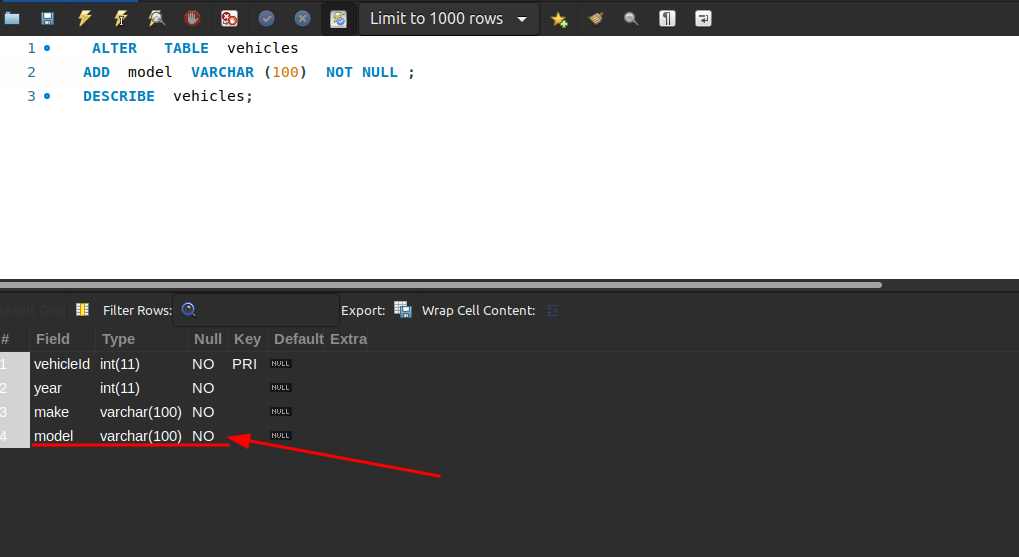 Limit to 1000 rows
1 ALTER TABLE vehicles
2 ADD model VARCHAR (100) NOT NULL ;
3 DESCRIBE vehicles;
Result Grid Filter Rows: Export: Wrap Cell Content:
# Field Type Null Key Default Extra
1 vehicleId int(11) NO PRI NULL
2 year int(11) NO NULL
3 make varchar(100) NO NULL
4 model varchar(100) NO NULL